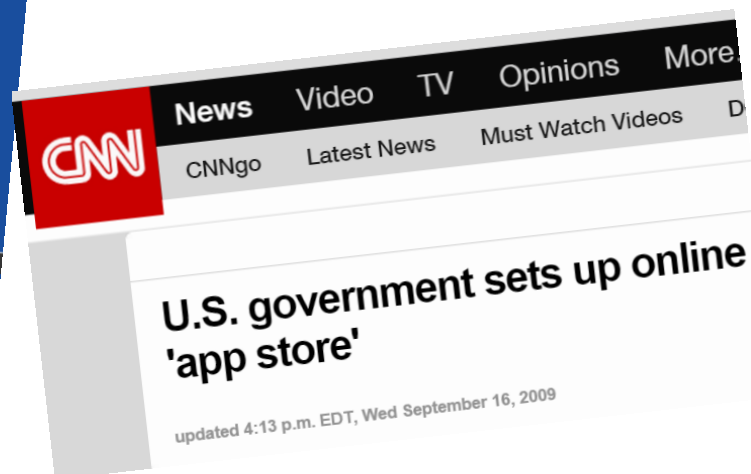 CNN
News Video TV Opinions More
CNNgo Latest News Must Watch Videos
U.S. government sets up online
'app store'
updated 4:13 p.m. EDT, Wed September 16, 2009